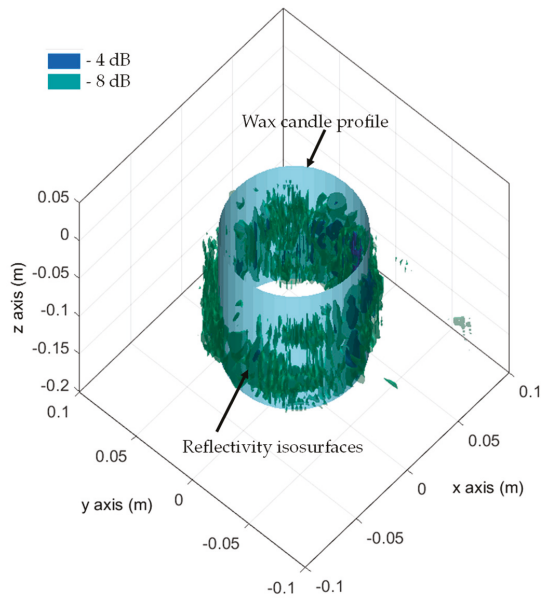 - 4 dB
- 8 dB
Wax candle profile
0.05
0
-0.05
-0.1
-0.15
-0.2
z axis (m)
0.1
0.05
0
-0.05
-0.1
y axis (m)
Reflectivity isosurfaces
0.1
0.05
0
-0.05
-0.1
x axis (m)